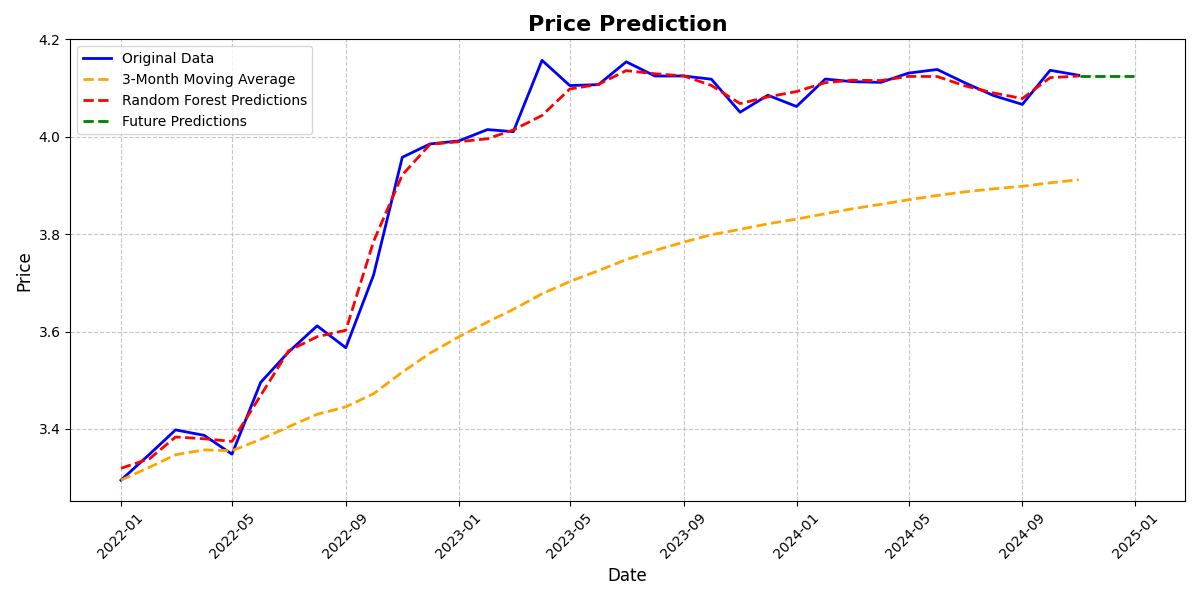 Price Prediction
Original Data
3-Month Moving Average
Random Forest Predictions
Future Predictions
4.2
4.0
3.8
3.6
3.4
Price
2022-01
2022-05
2022-09
2023-01
2023-05
2023-09
2024-01
2024-05
2024-09
2025-01
Date